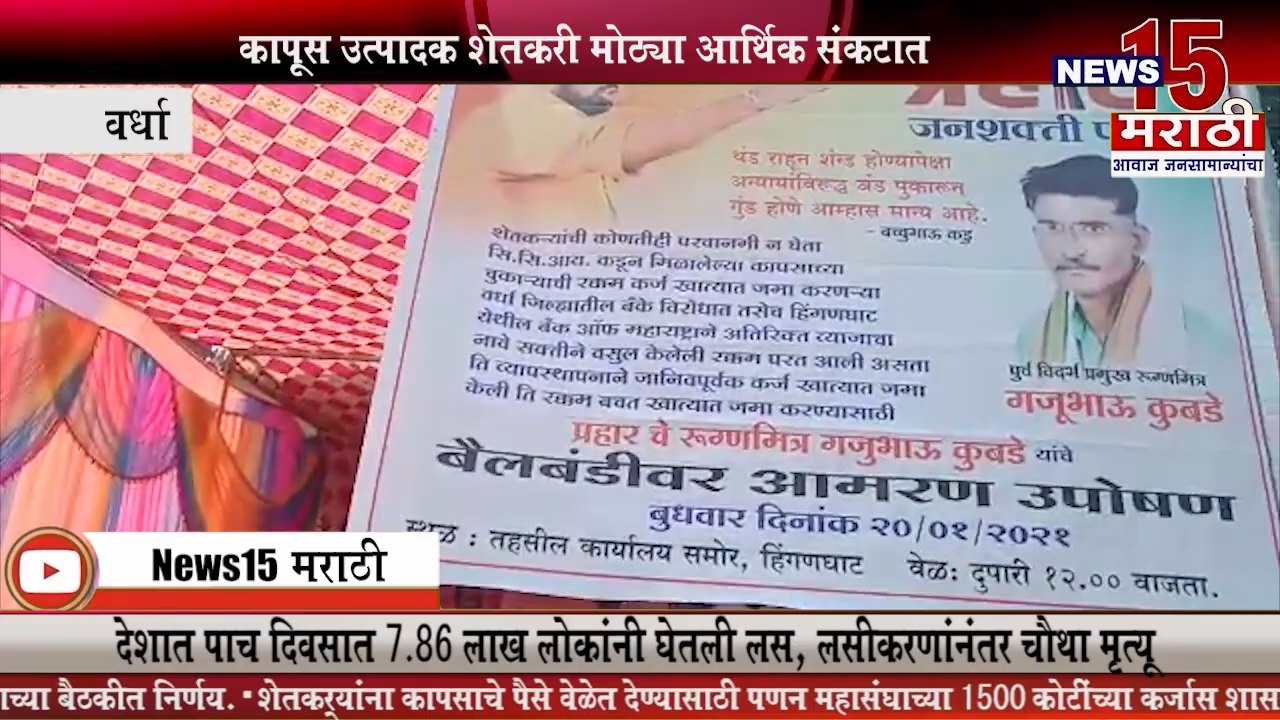 कापूस उत्पादक शेतकरी मोठ्या आर्थिक संकटात
NEWS 15
मराठी
आवाज जनसामान्यांचा
वर्धा
जनशक्ती
थंड राहून शंन्ड होण्यापेक्षा
अन्यायाविरूद्ध बंड पुकारून
गुंड होणे आम्हास मान्य आहे.
- बच्चुभाऊ कडु
शेतकऱ्यांची कोणतीही परवानगी न घेता
सि.सि.आय. कडून मिळालेल्या कापसाच्या
चुकाऱ्याची रक्कम कर्ज खात्यात जमा करणऱ्या
वर्धा जिल्ह्यातील बँके विरोधात तसेच हिंगणघाट
येथील बँक ऑफ महाराष्ट्राने अतिरिक्त व्याजाचा
नावे सक्तीने वसुल केलेली रक्कम परत आली असता
ति व्यापस्थापनाने जानिवपूर्वक कर्ज खात्यात जमा
केली ति रक्कम बचत खात्यात जमा करण्यासाठी
पुर्व विदर्भ प्रमुख रूग्णमित्र
गजूभाऊ कुबडे
प्रहार चे रूग्णमित्र गजुभाऊ कुबडे यांचे
बैलबंडीवर आमरण उपोषण
बुधवार दिनांक २०/०१/२०२१
स्थळ : तहसील कार्यालय समोर, हिंगणघाट वेळ: दुपारी १२.०० वाजता.
News15 मराठी
देशात पाच दिवसात 7.86 लाख लोकांनी घेतली लस, लसीकरणांनंतर चौथा मृत्यू
च्या बैठकीत निर्णय. शेतकऱ्यांना कापसाचे पैसे वेळेत देण्यासाठी पणन महासंघाच्या 1500 कोटींच्या कर्जास शास